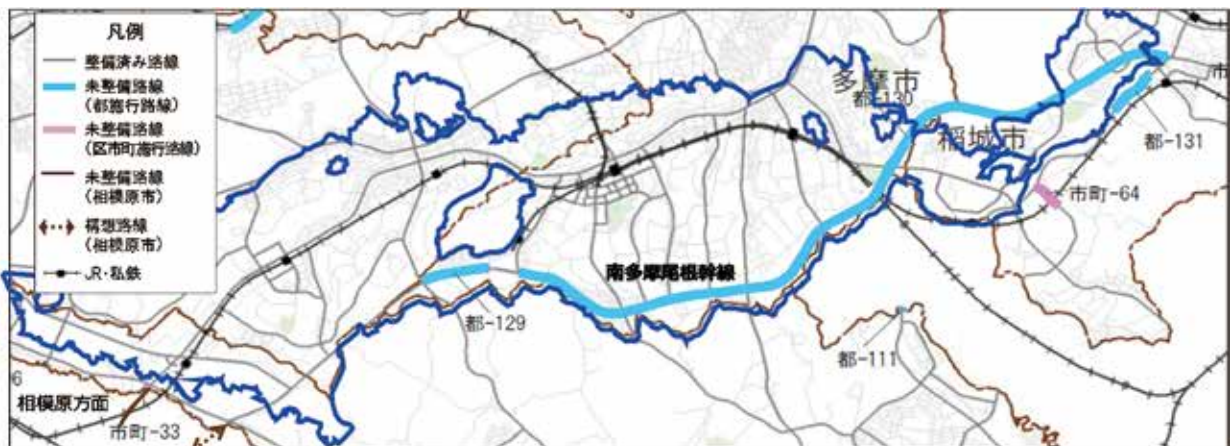 凡例
整備済み路線
未整備路線
(都施行路線)
未整備路線
(区市町施行路線)
未整備路線
(相模原市)
構想路線
(相模原市)
JR・私鉄
多摩市
都-130
稲城市
都-131
市町-64
南多摩尾根幹線
都-129
都-111
6
相模原方面
市町-33
市